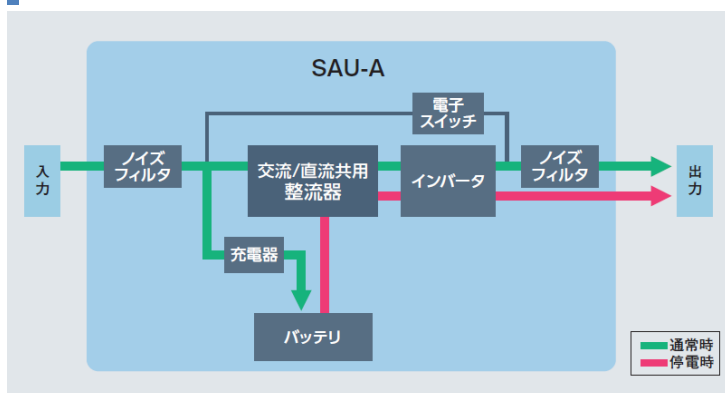 SAU-A
電子
スイッチ
入力
ノイズ
フィルタ
交流/直流共用
整流器
インバータ
ノイズ
フィルタ
出力
充電器
バッテリ
通常時
停電時